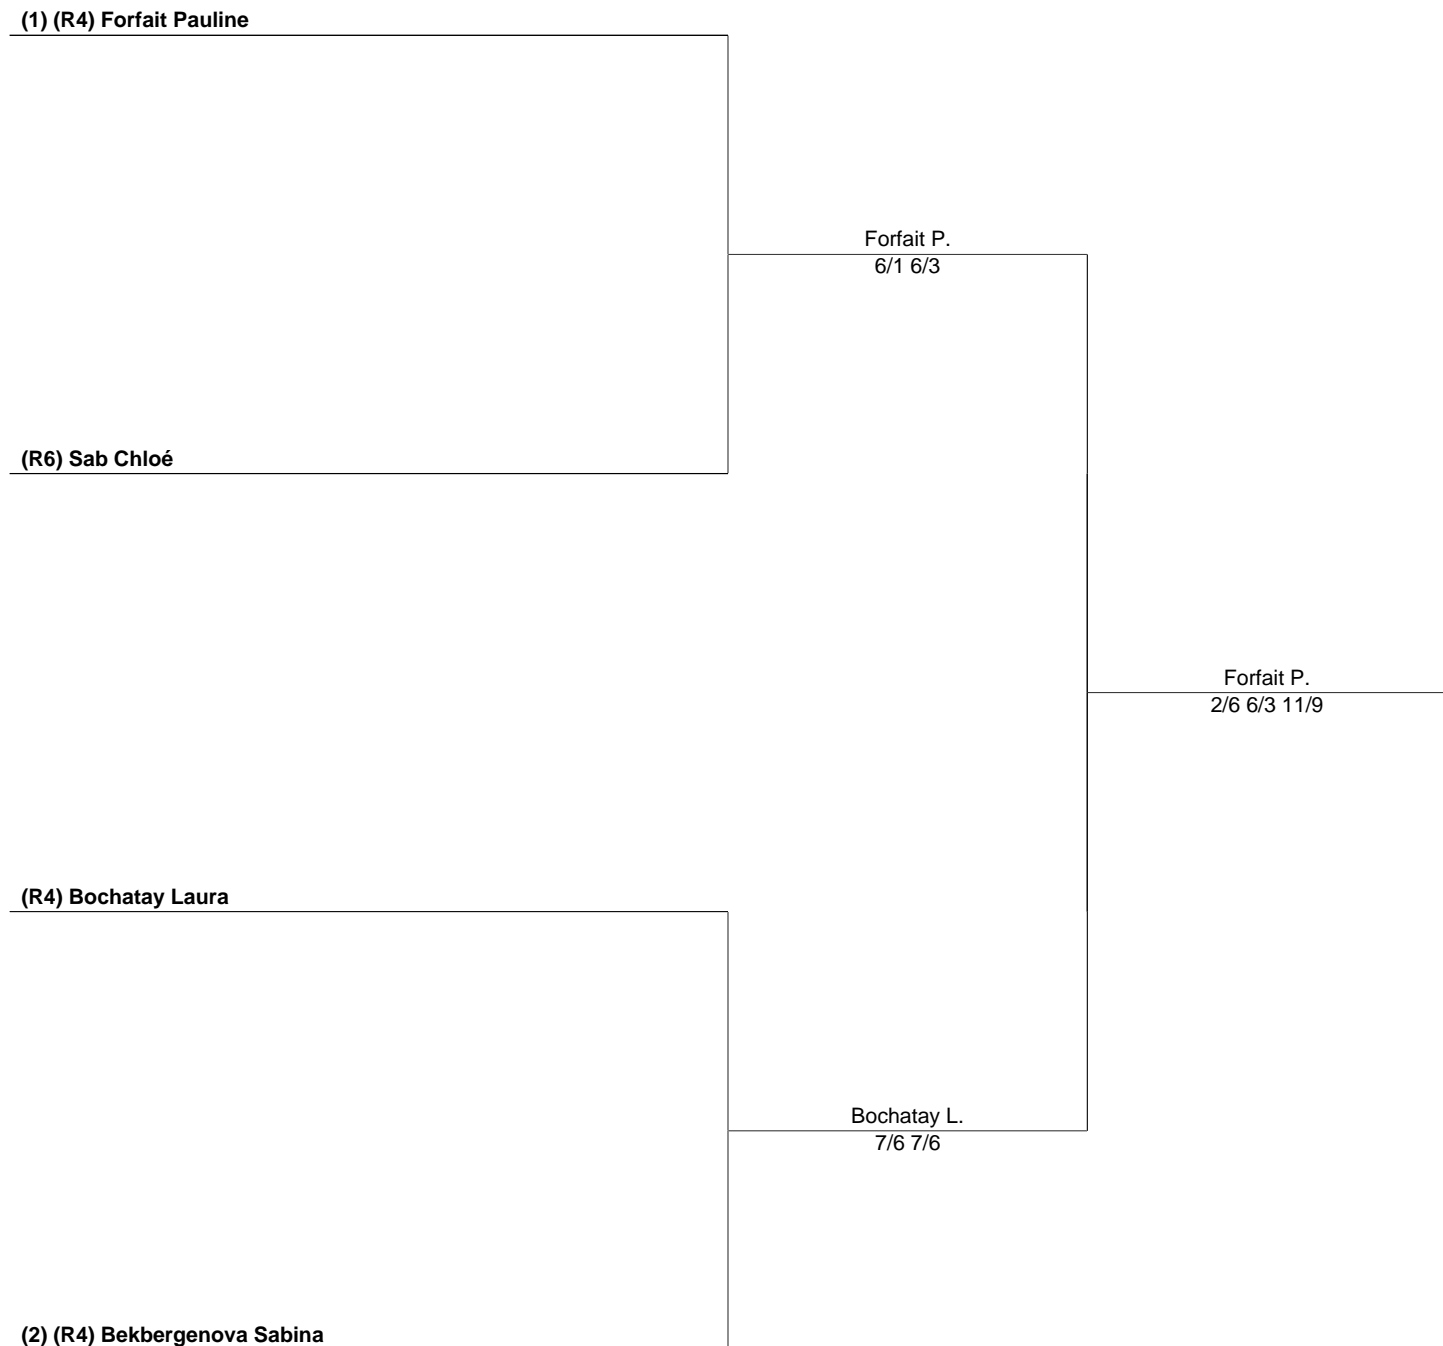 (1) (R4) Forfait Pauline
Forfait P.
6/1 6/3
(R6) Sab Chloé
Forfait P.
2/6 6/3 11/9
(R4) Bochatay Laura
Bochatay L.
7/6 7/6
(2) (R4) Bekbergenova Sabina